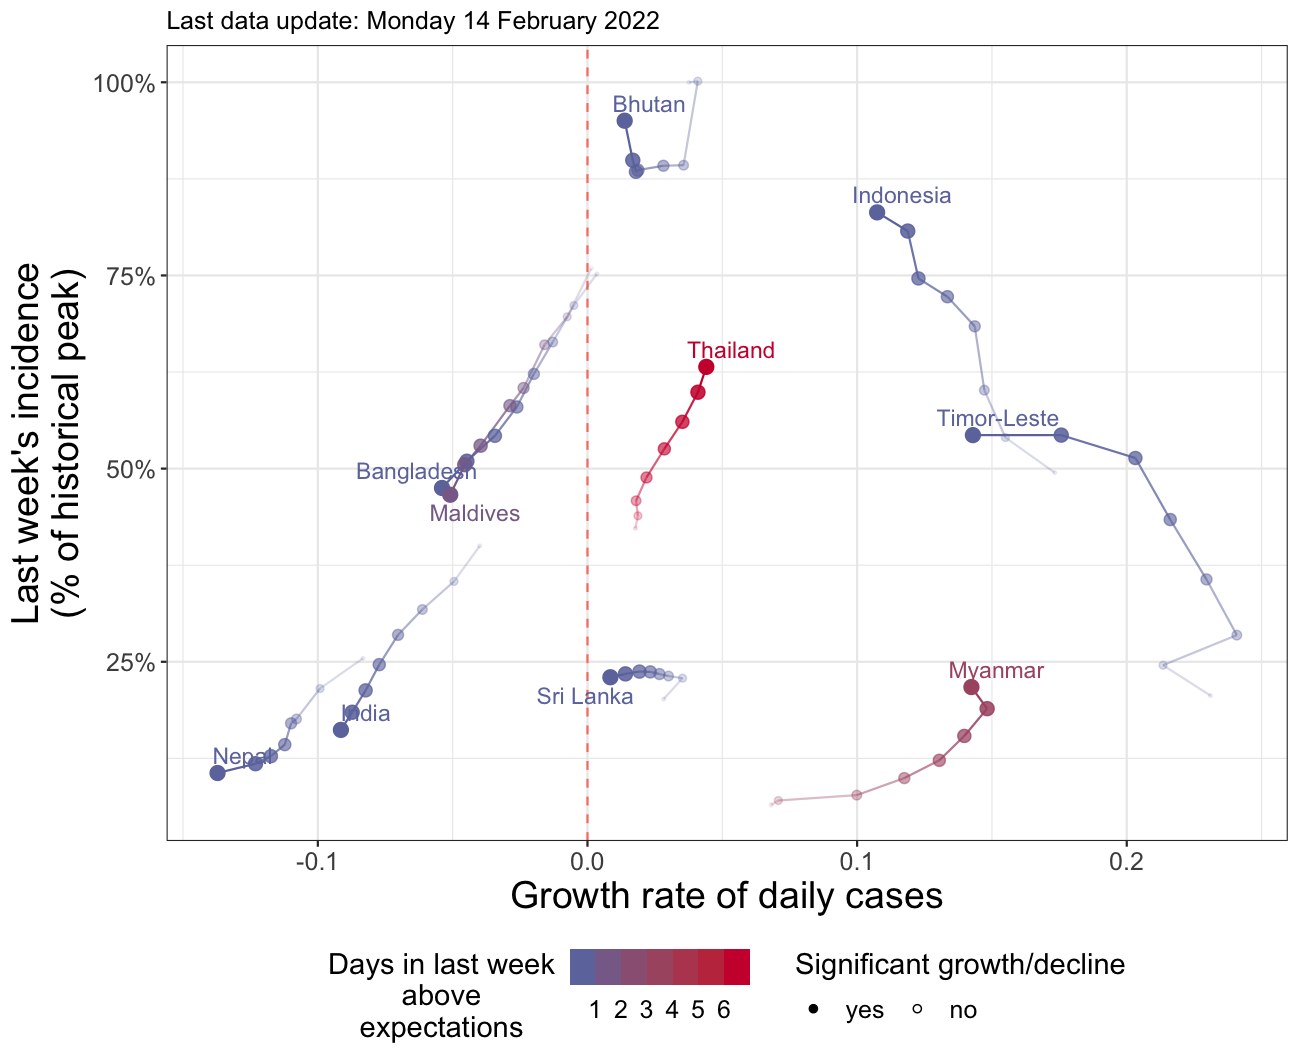 Last data update: Monday 14 February 2022
Last week's incidence
(% of historical peak)
100%
75%
50%
25%
Bhutan
Indonesia
Thailand
Timor-Leste
Bangladesh
Maldives
Myanmar
Sri Lanka
India
Nepal
-0.1
0.0
0.1
0.2
Growth rate of daily cases
Days in last week
above
expectations
1 2 3 4 5 6
Significant growth/decline
yes no